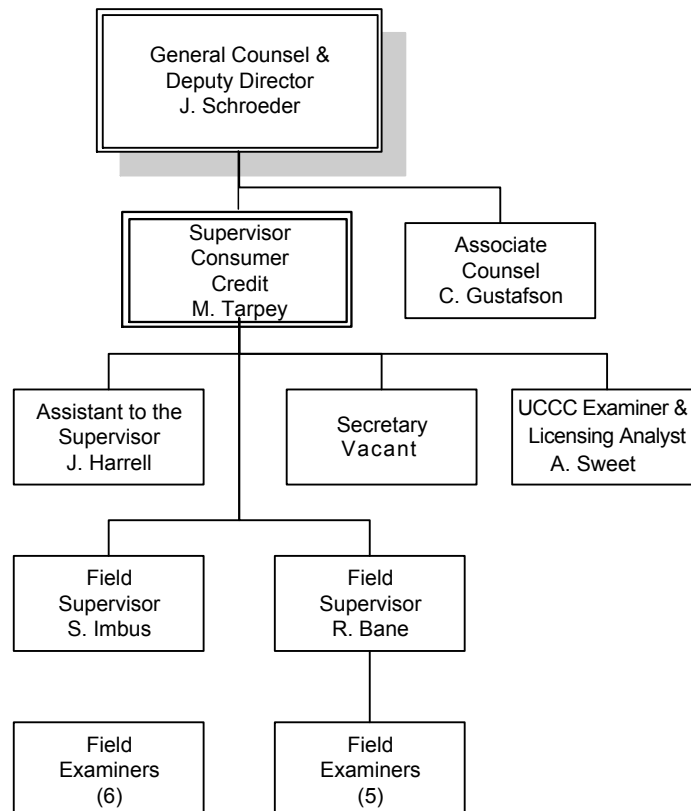 General Counsel &
Deputy Director
J. Schroeder
Supervisor
Consumer
Credit
M. Tarpey
Associate
Counsel
C. Gustafson
Assistant to the
Supervisor
J. Harrell
Secretary
Vacant
UCCC Examiner &
Licensing Analyst
A. Sweet
Field
Supervisor
S. Imbus
Field
Supervisor
R. Bane
Field
Examiners
(6)
Field
Examiners
(5)